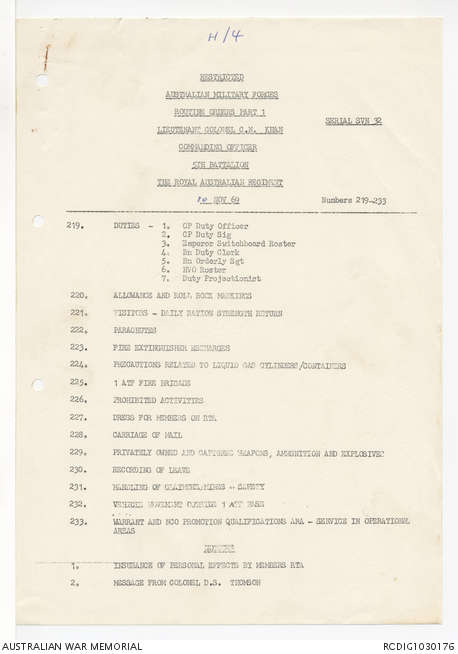 H/4
RESTRICTED
AUSTRALIAN MILITARY FORCES
ROUTINE ORDERS PART 1
SERIAL SVN 32
LIEUTENANT COLONEL C.N. KHAN
COMMANDING OFFICER
5TH BATTALION
THE ROYAL AUSTRALIAN REGIMENT
10 NOV 69
Numbers 219-233
219. DUTIES - 1. CP Duty Officer
2. CP Duty Sig
3. Emperor Switchboard Roster
4. Bn Duty Clerk
5. Bn Orderly Sgt
6. HVO Roster
7. Duty Projectionist
220. ALLOWANCE AND ROLL BOOK MARKINGS
221. VISITORS - DAILY RATION STRENGTH RETURN
222. PARACHUTES
223. FIRE EXTINGUISHER RECHARGES
224. PRECAUTIONS RELATED TO LIQUID GAS CYLINDERS/CONTAINERS
225. 1 ATF FIRE BRIGADE
226. PROHIBITED ACTIVITIES
227. DRESS FOR MEMBERS ON RTA
228. CARRIAGE OF MAIL
229. PRIVATELY OWNED AND CAPTURED WEAPONS, AMMUNITION AND EXPLOSIVES
230. RECORDING OF LEAVE
231. HANDLING OF CLAYMORE/MINES - SAFETY
232. VEHICLE MOVEMENT OUTSIDE 1 ATF BASE
233. WARRANT AND NCO PROMOTION QUALIFICATIONS ARA - SERVICE IN OPERATIONAL
AREAS
NOTICES
1. INSURANCE OF PERSONAL EFFECTS BY MEMBERS RTA
2. MESSAGE FROM COLONEL D.S. THOMSON
AUSTRALIAN WAR MEMORIAL
RCDIG1030176